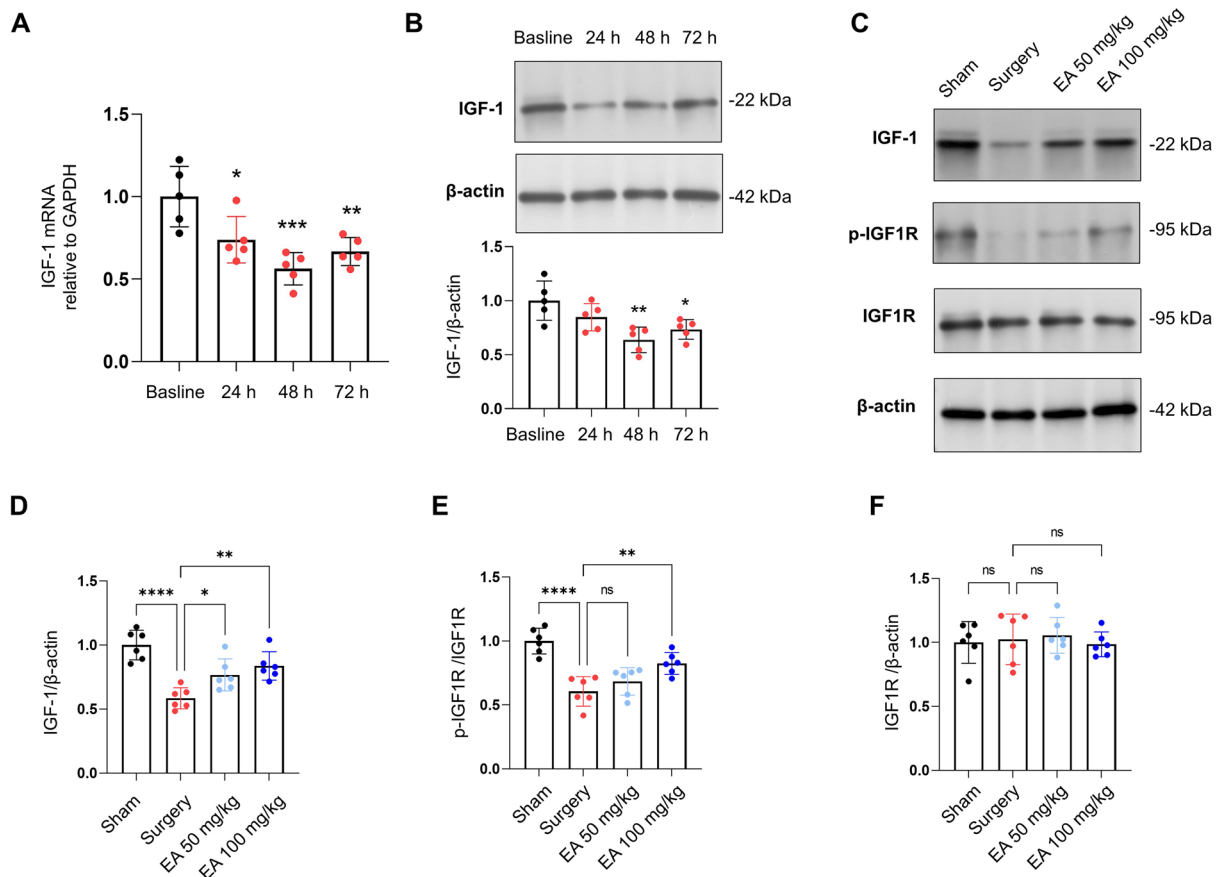 A
IGF-1 mRNA
relative to GAPDH
1.5
1.0
0.5
0.0
*
***
**
Basline 24 h 48 h 72 h
B
Basline 24 h 48 h 72 h
IGF-1
-22 kDa
β-actin
-42 kDa
IGF-1/β-actin
1.5
1.0
0.5
0.0
**
*
Basline 24 h 48 h 72 h
C
Sham Surgery EA 50 mg/kg EA 100 mg/kg
IGF-1
-22 kDa
p-IGF1R
-95 kDa
IGF1R
-95 kDa
β-actin
-42 kDa
D
IGF-1/β-actin
1.5
1.0
0.5
0.0
**
**** *
Sham Surgery EA 50 mg/kg EA 100 mg/kg
E
p-IGF1R /IGF1R
1.5
1.0
0.5
0.0
**
**** ns
Sham Surgery EA 50 mg/kg EA 100 mg/kg
F
IGF1R /β-actin
1.5
1.0
0.5
0.0
ns
ns ns
Sham Surgery EA 50 mg/kg EA 100 mg/kg